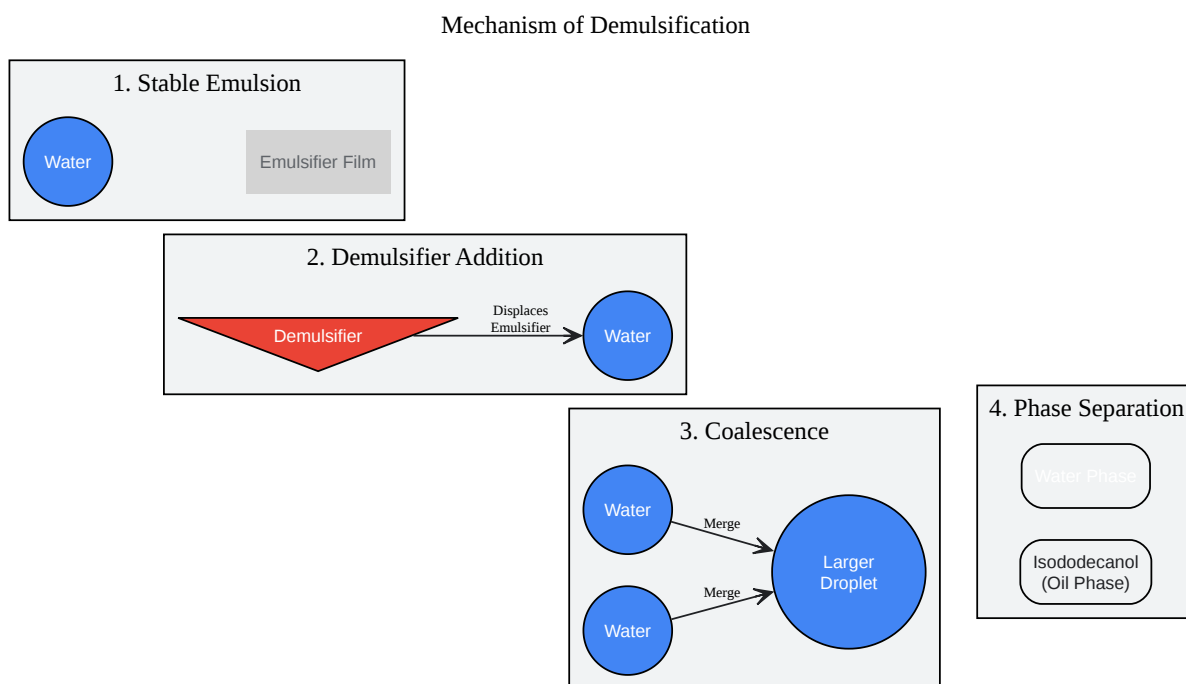 Mechanism of Demulsification
1. Stable Emulsion
Water
Emulsifier Film
2. Demulsifier Addition
Demulsifier
Displaces
Emulsifier
Water
3. Coalescence
Water
Merge
Larger
Droplet
Water
Merge
4. Phase Separation
Water Phase
Isododecanol
(Oil Phase)